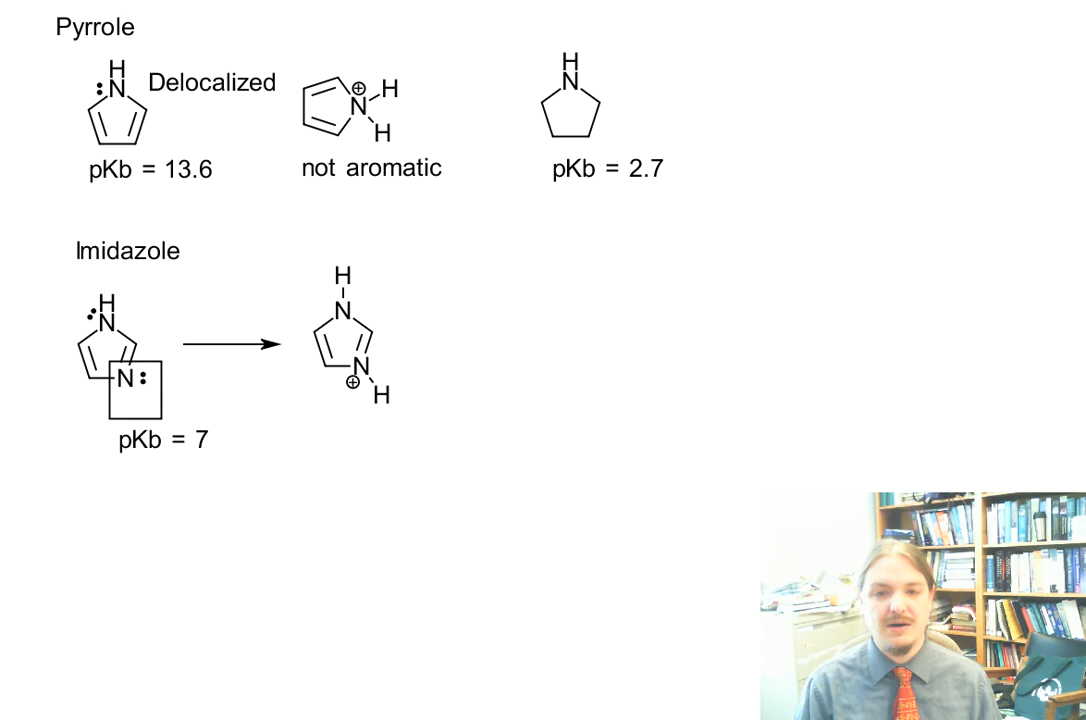 Pyrrole
H
N
Delocalized
⊕
N
H
H
H
N
pKb = 13.6
not aromatic
pKb = 2.7
Imidazole
H
N
N
H
N
N
⊕
H
pKb = 7